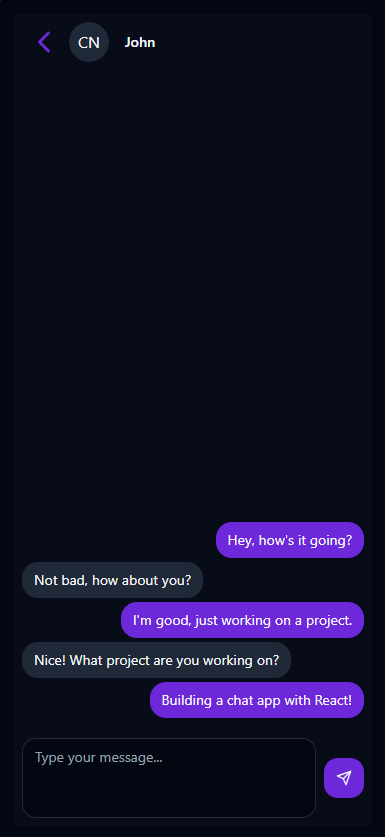 CN John
Hey, how's it going?
Not bad, how about you?
I'm good, just working on a project.
Nice! What project are you working on?
Building a chat app with React!
Type your message...